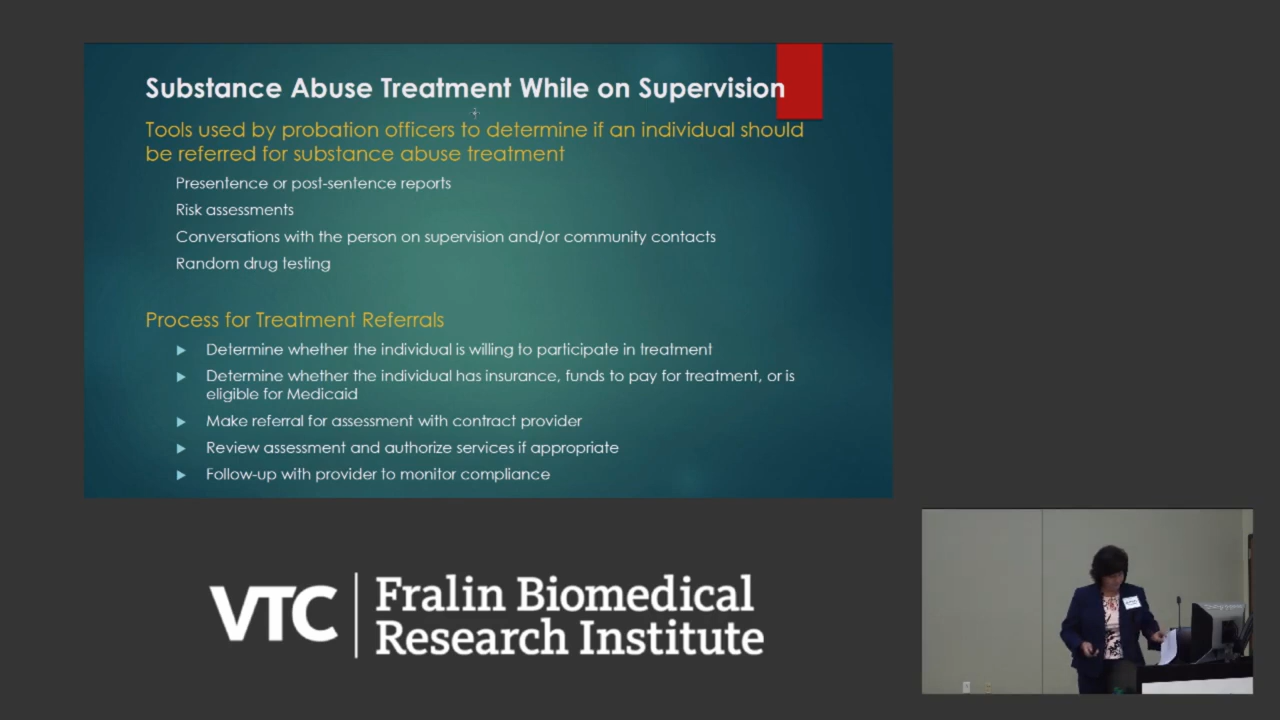 Substance Abuse Treatment While on Supervision
Tools used by probation officers to determine if an individual should
be referred for substance abuse treatment
Presentence or post-sentence reports
Risk assessments
Conversations with the person on supervision and/or community contacts
Random drug testing
Process for Treatment Referrals
Determine whether the individual is willing to participate in treatment
Determine whether the individual has insurance, funds to pay for treatment, or is
eligible for Medicaid
Make referral for assessment with contract provider
Review assessment and authorize services if appropriate
Follow-up with provider to monitor compliance
VTC
Fralin Biomedical
Research Institute